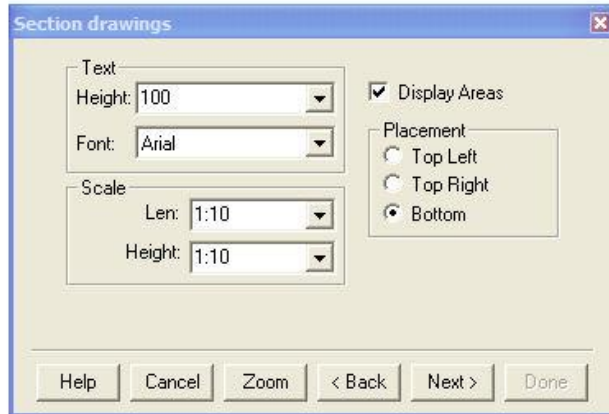 Section drawings
Text
Height: 100
Font: Arial
Scale
Len: 1:10
Height: 1:10
Display Areas
Placement
Top Left
Top Right
Bottom
Help Cancel Zoom < Back Next > Done